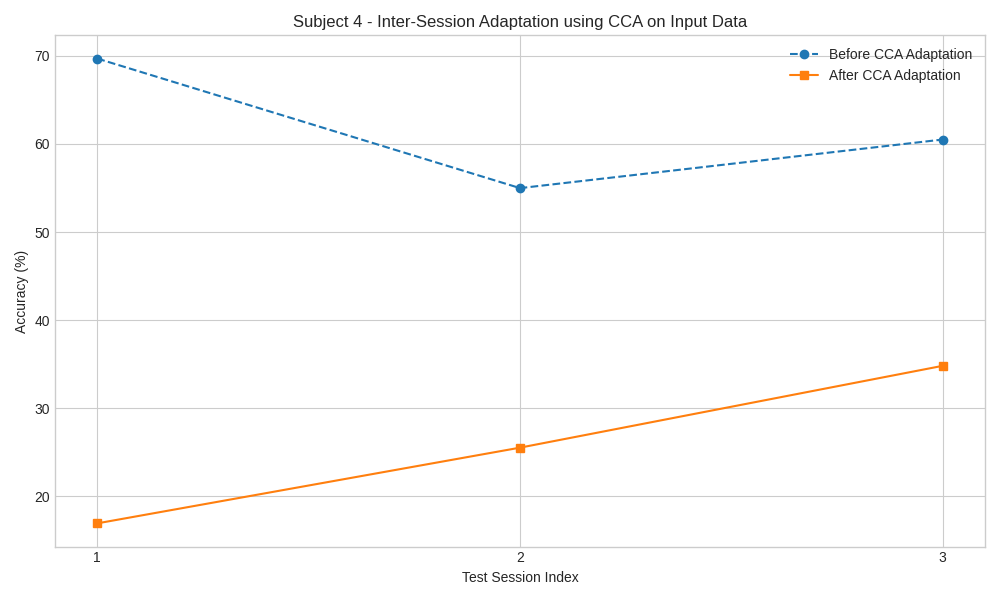 Subject 4 - Inter-Session Adaptation using CCA on Input Data
Before CCA Adaptation
After CCA Adaptation
Accuracy (%)
70
60
50
40
30
20
1
2
3
Test Session Index